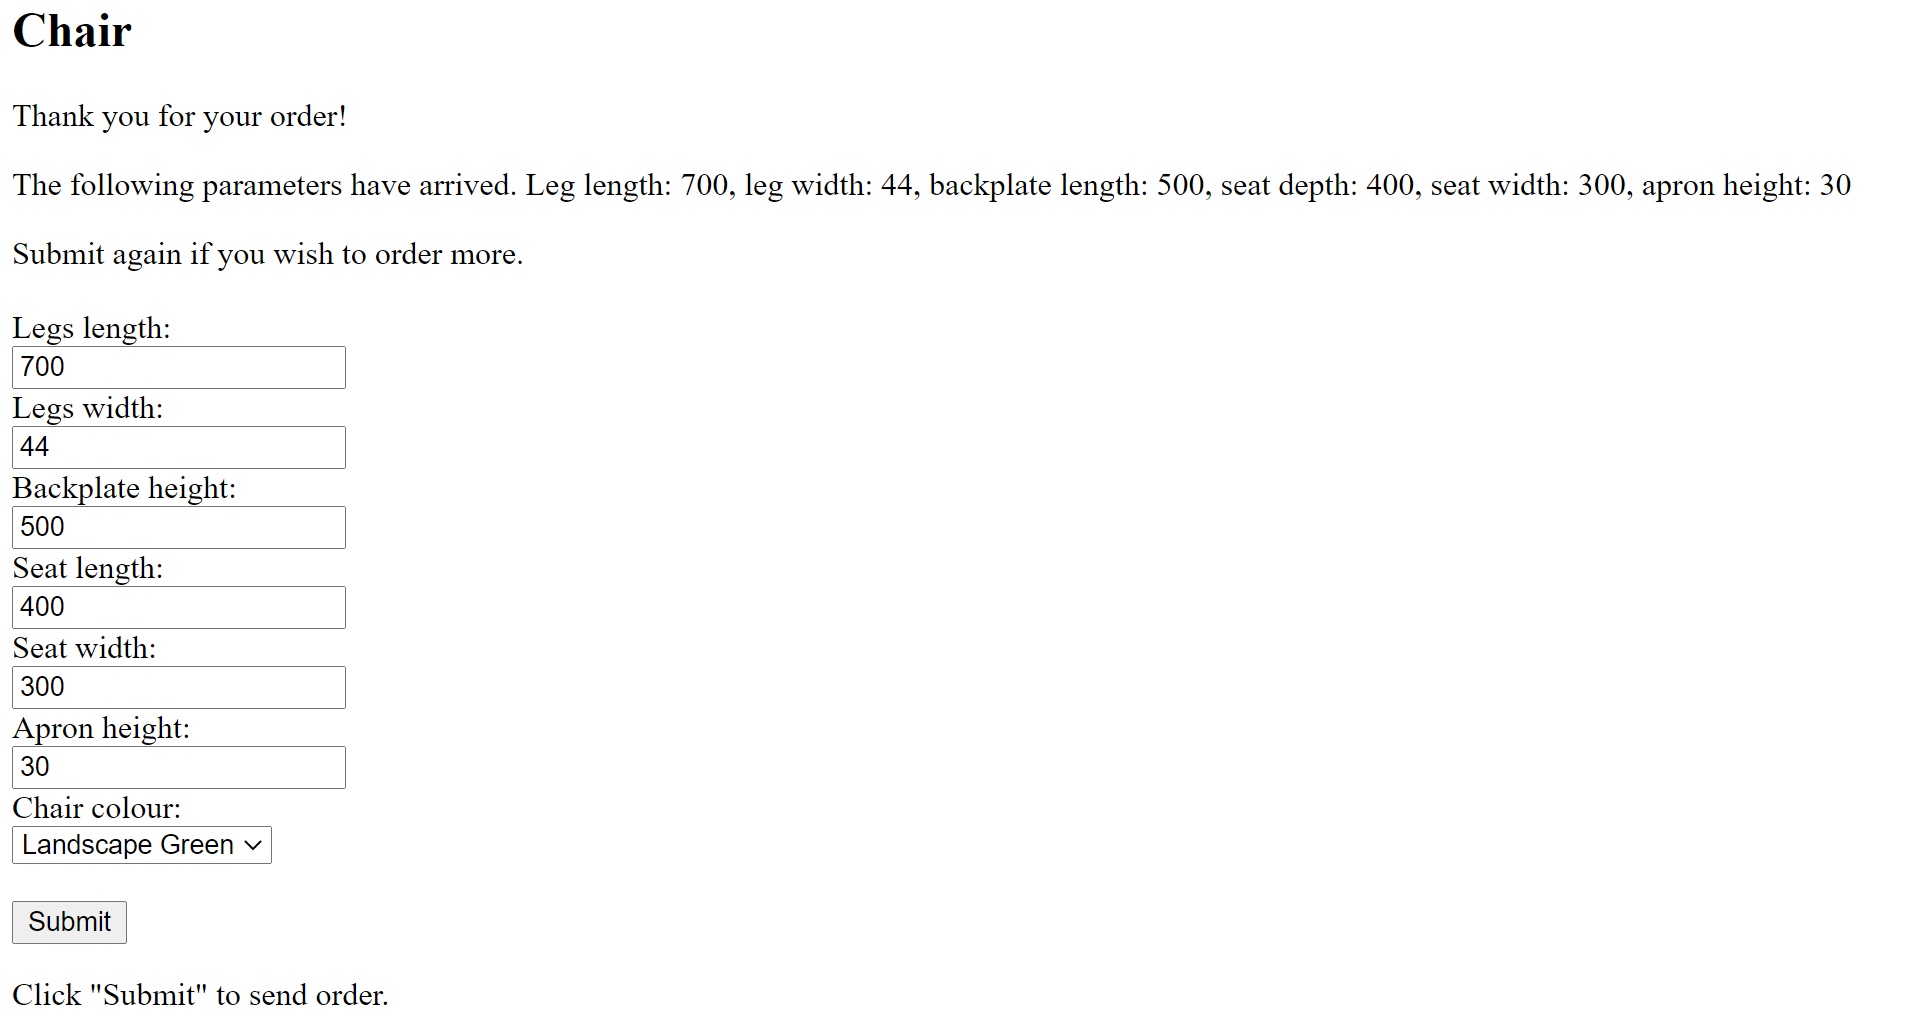 Chair
Thank you for your order!
The following parameters have arrived. Leg length: 700, leg width: 44, backplate length: 500, seat depth: 400, seat width: 300, apron height: 30
Submit again if you wish to order more.
Legs length:
700
Legs width:
44
Backplate height:
500
Seat length:
400
Seat width:
300
Apron height:
30
Chair colour:
Landscape Green
Submit
Click "Submit" to send order.